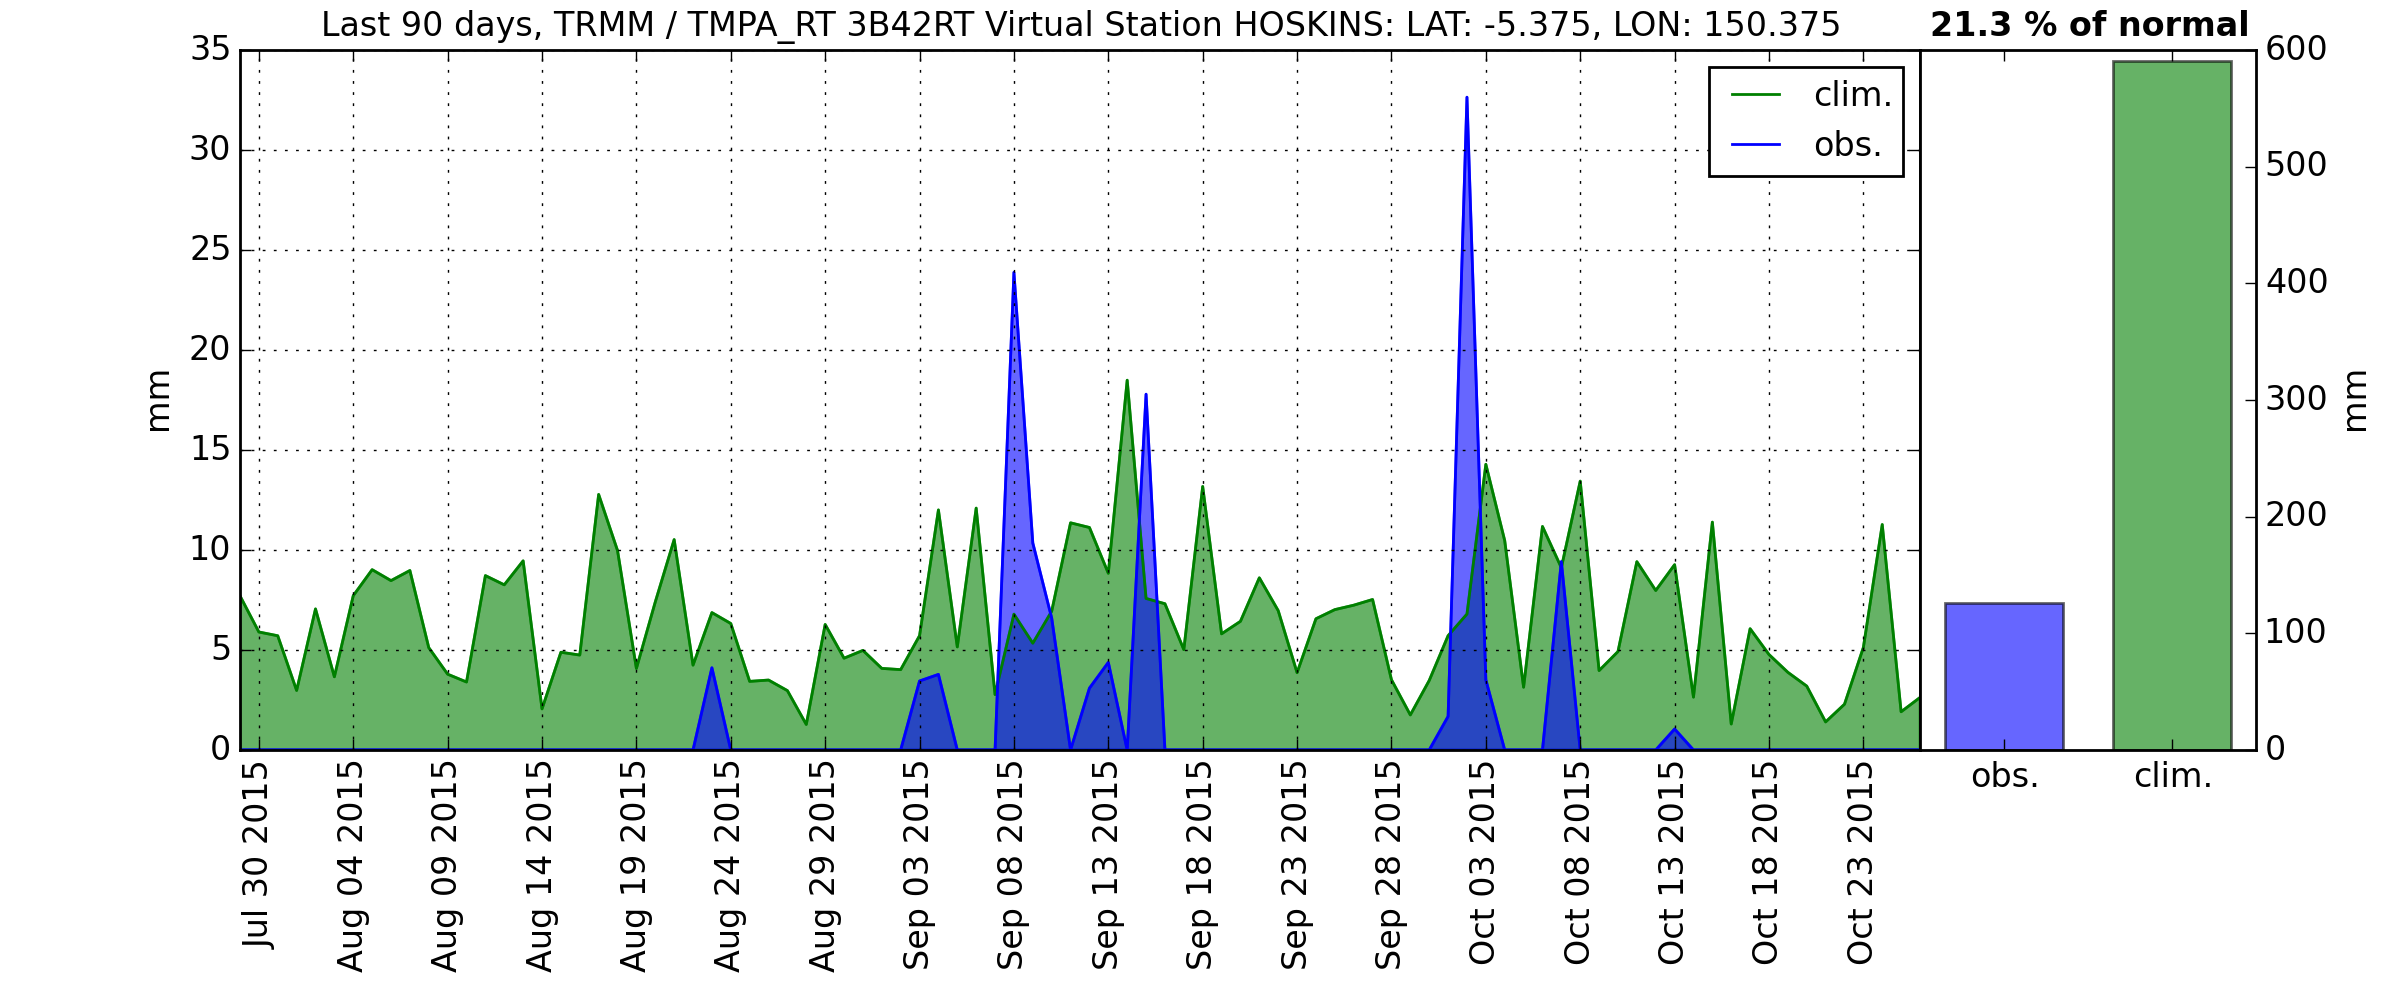 Last 90 days, TRMM / TMPA_RT 3B42RT Virtual Station HOSKINS: LAT: -5.375, LON: 150.375
21.3 % of normal
35
30
25
20
15
10
5
0
mm
clim.
obs.
600
500
400
300
200
100
0
mm
obs.
clim.
Jul 30 2015
Aug 04 2015
Aug 09 2015
Aug 14 2015
Aug 19 2015
Aug 24 2015
Aug 29 2015
Sep 03 2015
Sep 08 2015
Sep 13 2015
Sep 18 2015
Sep 23 2015
Sep 28 2015
Oct 03 2015
Oct 08 2015
Oct 13 2015
Oct 18 2015
Oct 23 2015